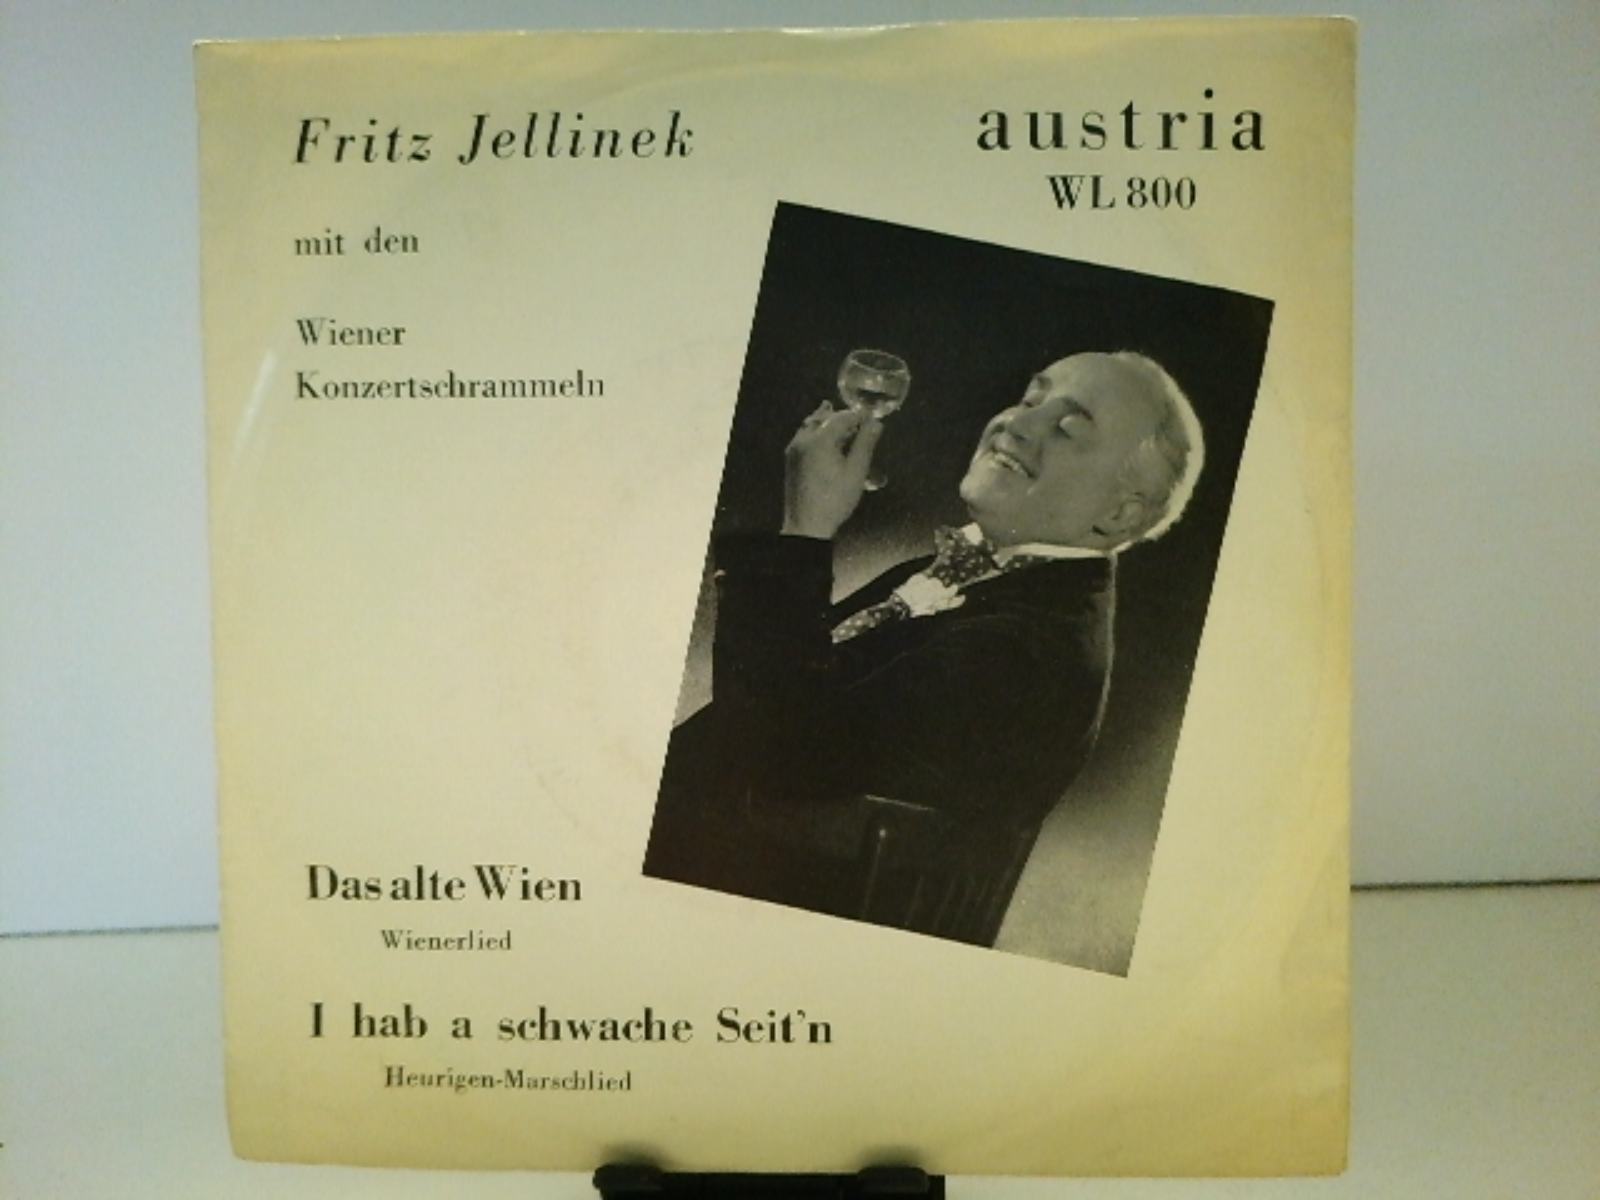 Fritz Jellinek
austria
WL 800
mit den
Wiener
Konzertschrammeln
Das alte Wien
Wienerlied
I hab a schwache Seit'n
Heurigen-Marschlied